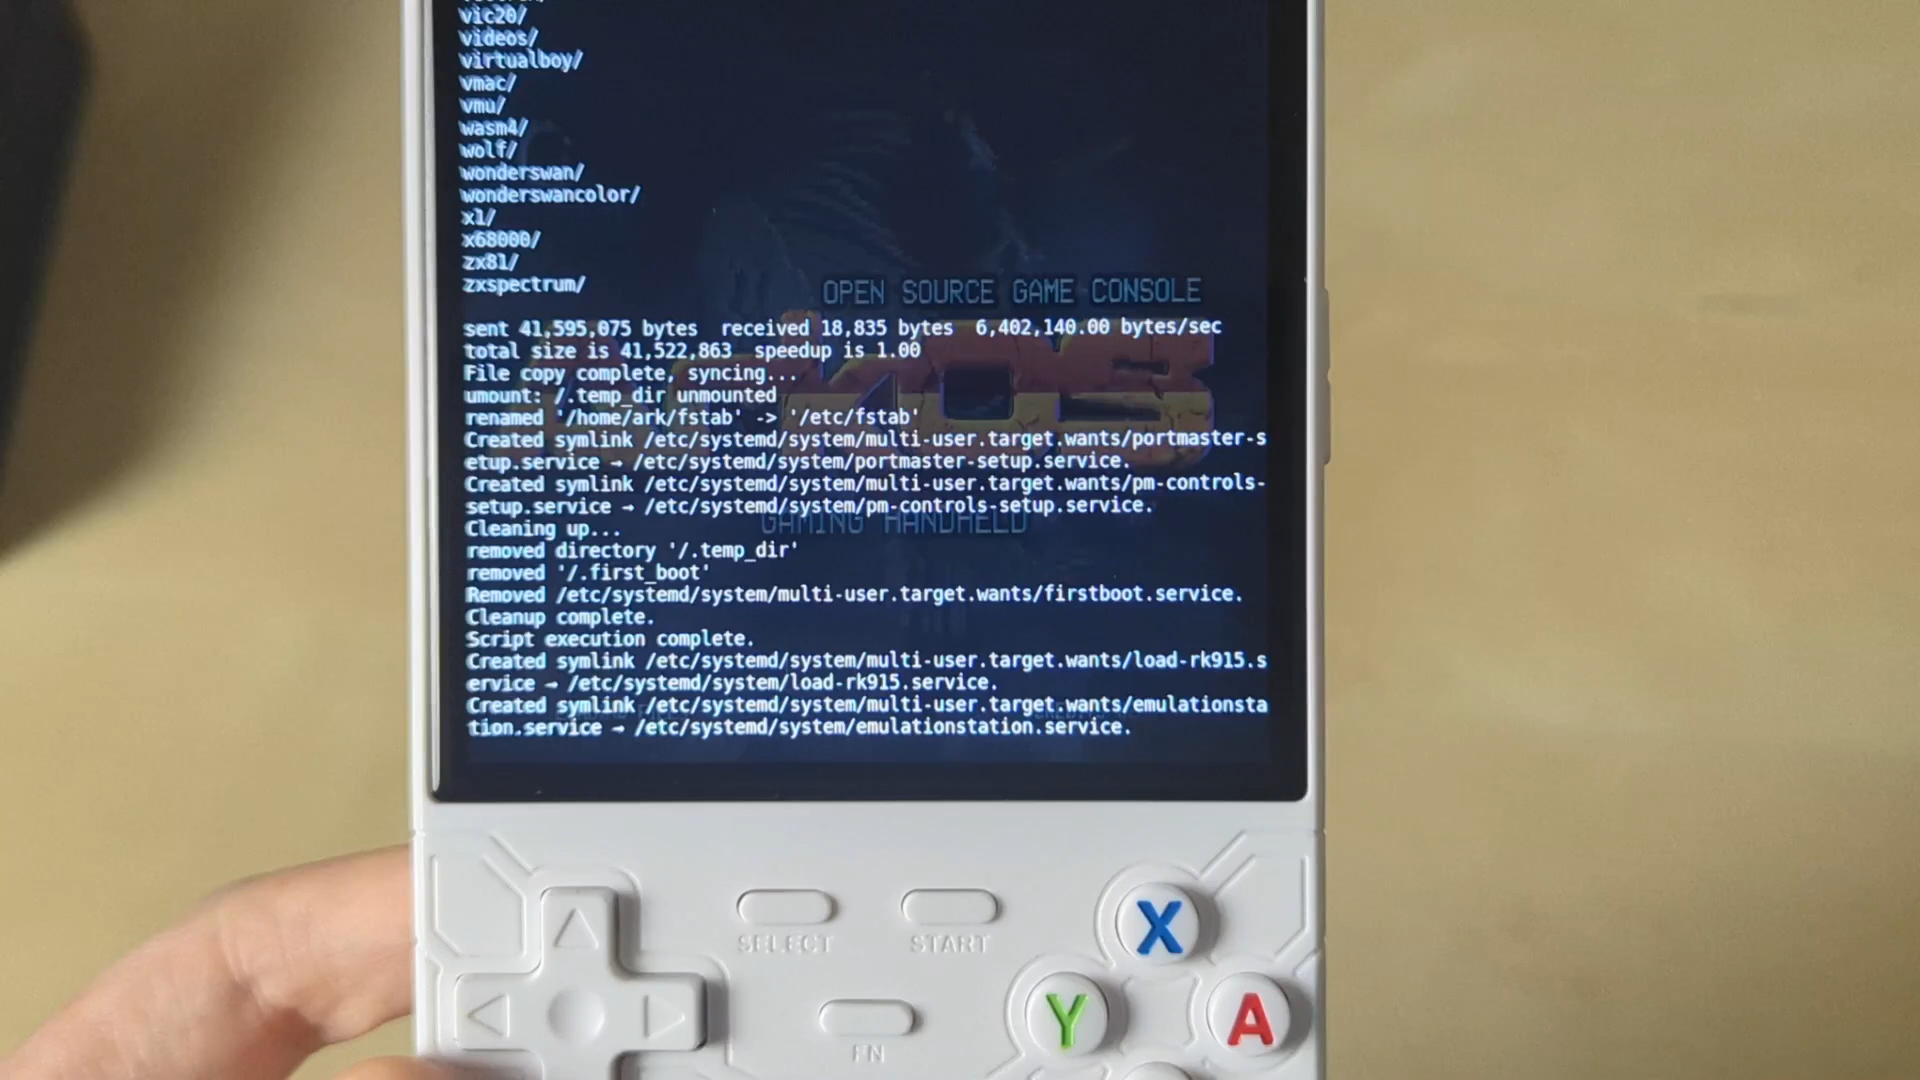 vic20/
videos/
virtualboy/
vmac/
vmu/
wasm4/
wolf/
wonderswan/
wonderswancolor/
x1/
x68000/
zx81/
zxspectrum/
OPEN SOURCE GAME CONSOLE
sent 41,595,075 bytes  received 18,835 bytes  6,402,140.00 bytes/sec
total size is 41,522,863  speedup is 1.00
File copy complete, syncing...
umount: /.temp_dir unmounted
renamed '/home/ark/fstab' -> '/etc/fstab'
Created symlink /etc/systemd/system/multi-user.target.wants/portmaster-s
etup.service → /etc/systemd/system/portmaster-setup.service.
Created symlink /etc/systemd/system/multi-user.target.wants/pm-controls-
setup.service → /etc/systemd/system/pm-controls-setup.service.
GAMING HANDHELD
Cleaning up...
removed directory '/.temp_dir'
removed '/.first_boot'
Removed /etc/systemd/system/multi-user.target.wants/firstboot.service.
Cleanup complete.
Script execution complete.
Created symlink /etc/systemd/system/multi-user.target.wants/load-rk915.s
ervice → /etc/systemd/system/load-rk915.service.
Created symlink /etc/systemd/system/multi-user.target.wants/emulationsta
tion.service → /etc/systemd/system/emulationstation.service.
SELECT
START
X
Y
A
FN